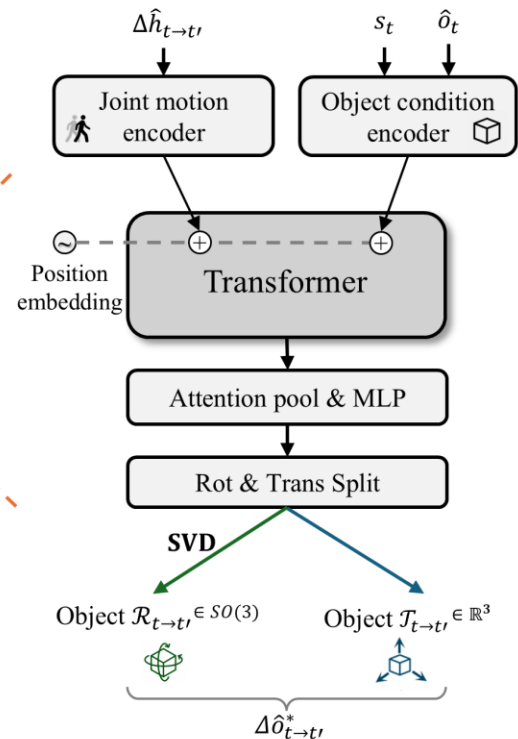 Δĥ_{t→t′}
s_t ô_t
Joint motion
encoder
Object condition
encoder
~
+ +
Position
embedding
Transformer
Attention pool & MLP
Rot & Trans Split
SVD
Object ℛ_{t→t′} ∈ SO(3)
Object 𝒯_{t→t′} ∈ ℝ³
Δô*_{t→t′}